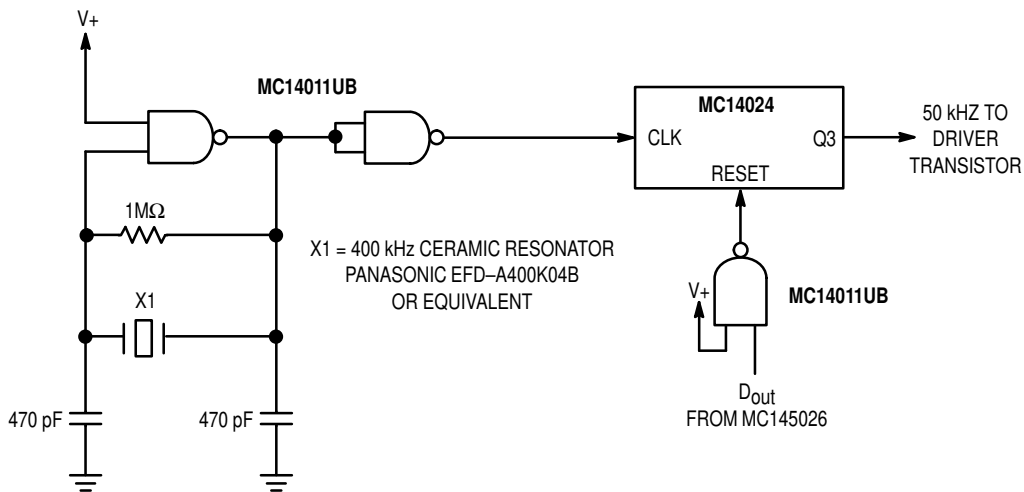 V+
MC14011UB
MC14024
CLK
Q3
RESET
50 kHZ TO
DRIVER
TRANSISTOR
1MΩ
X1 = 400 kHz CERAMIC RESONATOR
PANASONIC EFD–A400K04B
OR EQUIVALENT
X1
V+
MC14011UB
470 pF
470 pF
Dout
FROM MC145026